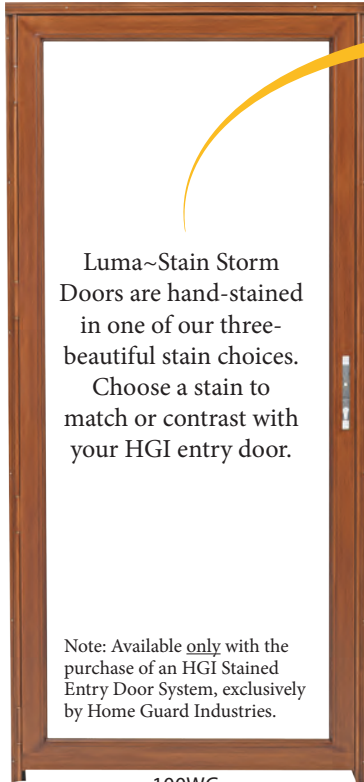 Luma~Stain Storm
Doors are hand-stained
in one of our three-
beautiful stain choices.
Choose a stain to
match or contrast with
your HGI entry door.
Note: Available only with the
purchase of an HGI Stained
Entry Door System, exclusively
by Home Guard Industries.
100WG